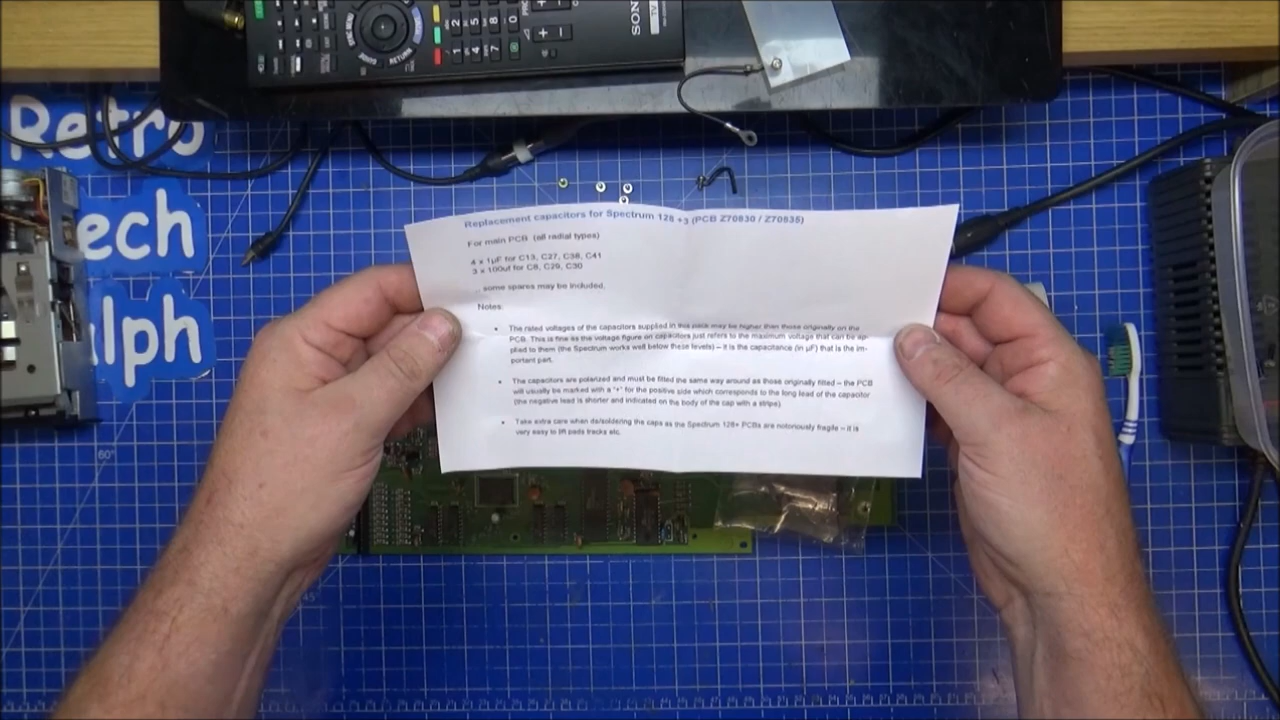 SONY
TV
RETURN
GUIDE
Retro
ech
alph
Replacement capacitors for Spectrum 128 +3 (PCB Z70830 / Z70835)
For main PCB (all radial types)
4 x 1µF for C13, C27, C38, C41
3 x 100uf for C8, C29, C30
.. some spares may be included.
Notes:
• The rated voltages of the capacitors supplied in this pack may be higher than those originally on the
PCB. This is fine as the voltage figure on capacitors just refers to the maximum voltage that can be ap-
plied to them (the Spectrum works well below these levels) – it is the capacitance (in µF) that is the im-
portant part.
• The capacitors are polarized and must be fitted the same way around as those originally fitted – the PCB
will usually be marked with a "+" for the positive side which corresponds to the long lead of the capacitor
(the negative lead is shorter and indicated on the body of the cap with a stripe)
• Take extra care when de/soldering the caps as the Spectrum 128+ PCBs are notoriously fragile – it is
very easy to lift pads tracks etc.
60°